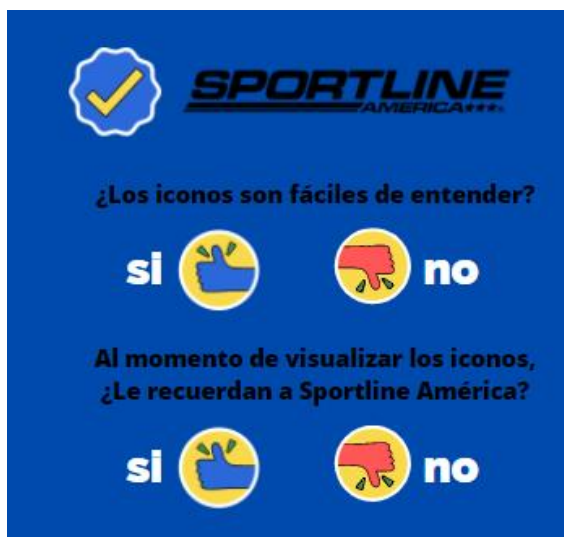 SPORTLINE
AMERICA
¿Los iconos son fáciles de entender?
si no
Al momento de visualizar los iconos,
¿Le recuerdan a Sportline América?
si no